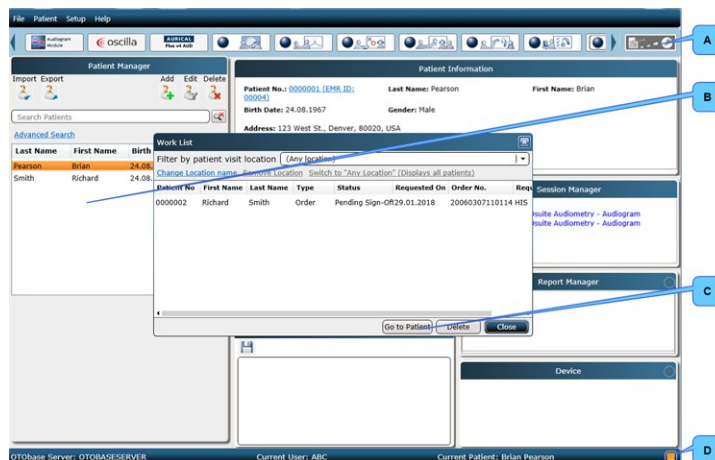 File Patient Setup Help
Audiogram Module
oscilla
AURICAL
Plus v4 AUD
A
Patient Manager
Import Export
Add Edit Delete
Search Patients
Advanced Search
Last Name First Name Birth
Pearson Brian 24.08.
Smith Richard 24.08.
Patient Information
Patient No.: 0000001 (EMR ID: 00004)
Last Name: Pearson
First Name: Brian
Birth Date: 24.08.1967
Gender: Male
Address: 123 West St., Denver, 80020, USA
B
Work List
Filter by patient visit location (Any location)
Change Location name Remove Location Switch to "Any Location" (Displays all patients)
Patient No First Name Last Name Type Status Requested On Order No. Requ
0000002 Richard Smith Order Pending Sign-Off 29.01.2018 20060307110114 HIS
Go to Patient Delete Close
Session Manager
suite Audiometry - Audiogram
suite Audiometry - Audiogram
Report Manager
C
Device
D
OTObase Server: OTOBASESERVER
Current User: ABC
Current Patient: Brian Pearson